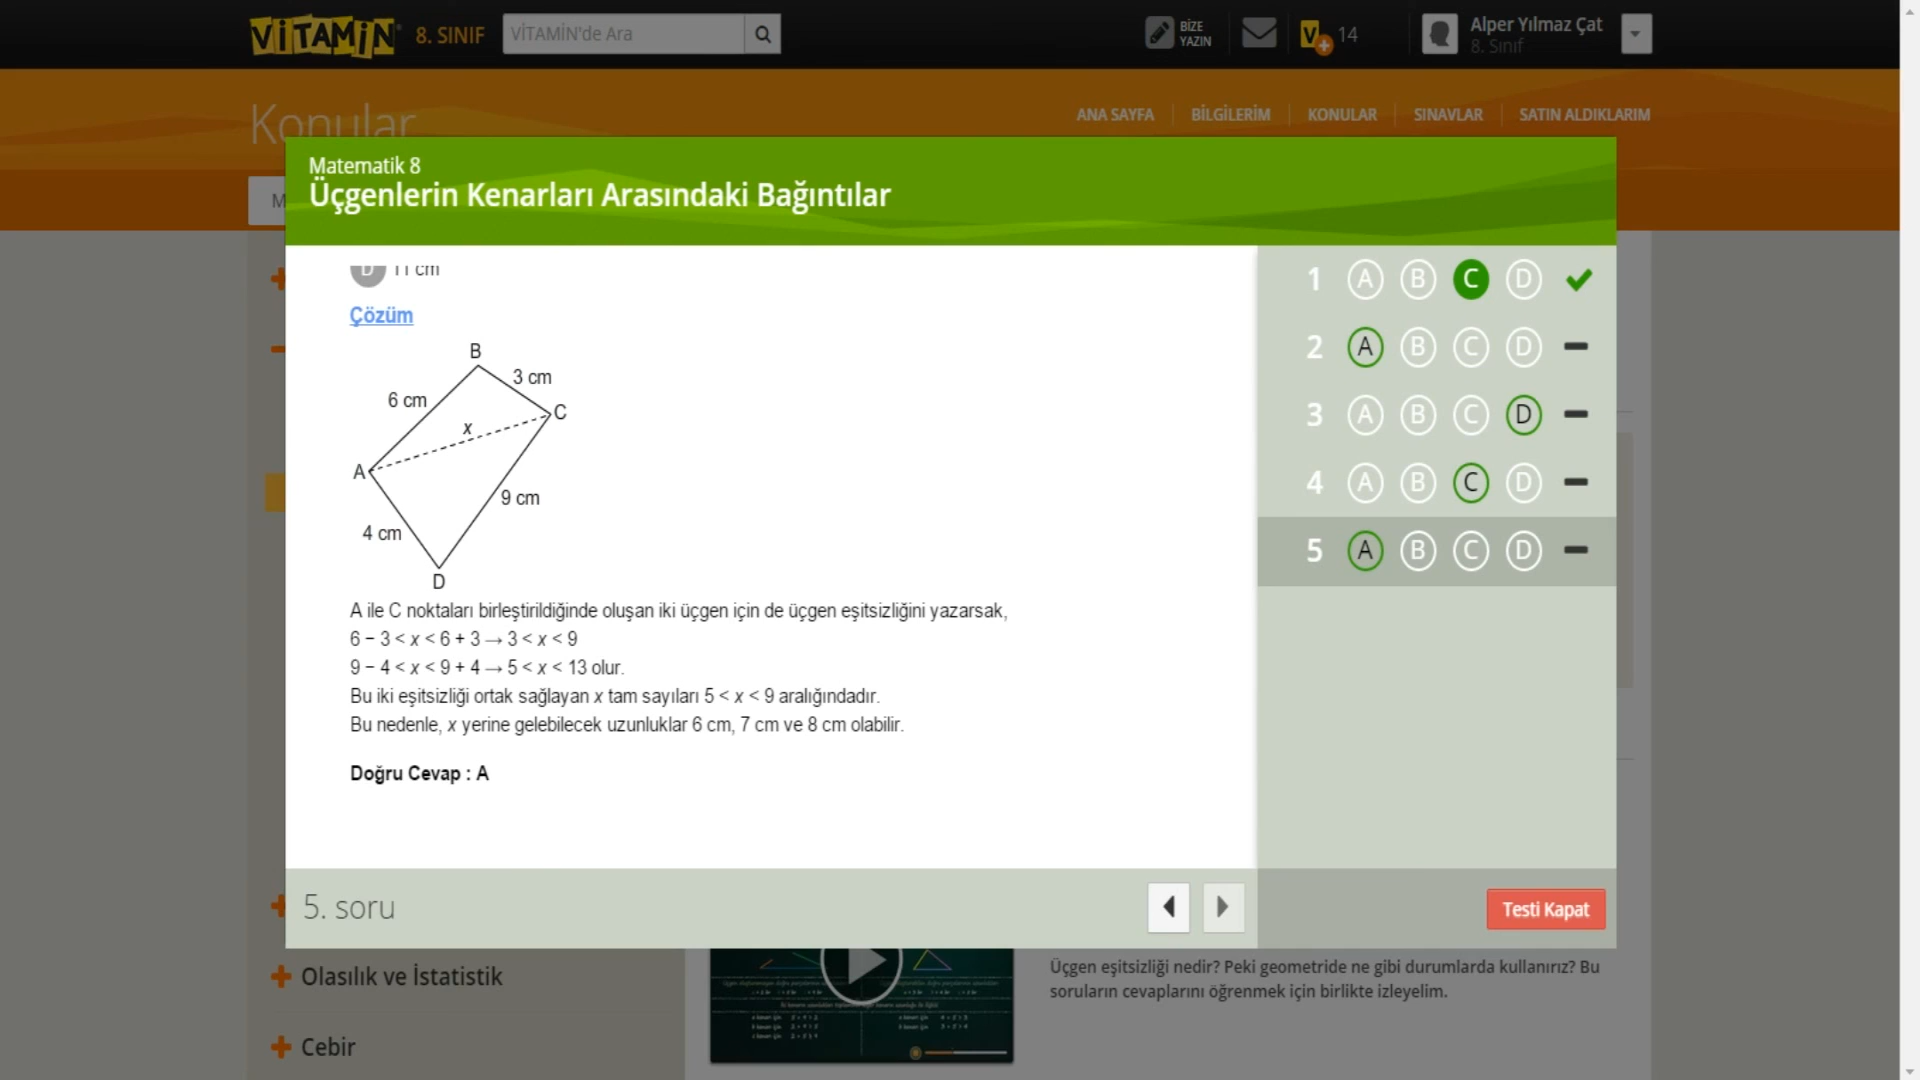 VİTAMİN
8. SINIF
VİTAMİN'de Ara
BİZE
YAZIN
14
Alper Yılmaz Çat
8. Sınıf
Konular
ANA SAYFA
BİLGİLERİM
KONULAR
SINAVLAR
SATIN ALDIKLARIM
M
Matematik 8
Üçgenlerin Kenarları Arasındaki Bağıntılar
D 11 cm
Çözüm
B
3 cm
6 cm
C
x
A
9 cm
4 cm
D
A ile C noktaları birleştirildiğinde oluşan iki üçgen için de üçgen eşitsizliğini yazarsak,
6 − 3 < x < 6 + 3 → 3 < x < 9
9 − 4 < x < 9 + 4 → 5 < x < 13 olur.
Bu iki eşitsizliği ortak sağlayan x tam sayıları 5 < x < 9 aralığındadır.
Bu nedenle, x yerine gelebilecek uzunluklar 6 cm, 7 cm ve 8 cm olabilir.
Doğru Cevap : A
1 A B C D
2 A B C D
3 A B C D
4 A B C D
5 A B C D
5. soru
Testi Kapat
Olasılık ve İstatistik
Cebir
Üçgen eşitsizliği nedir? Peki geometride ne gibi durumlarda kullanırız? Bu
soruların cevaplarını öğrenmek için birlikte izleyelim.